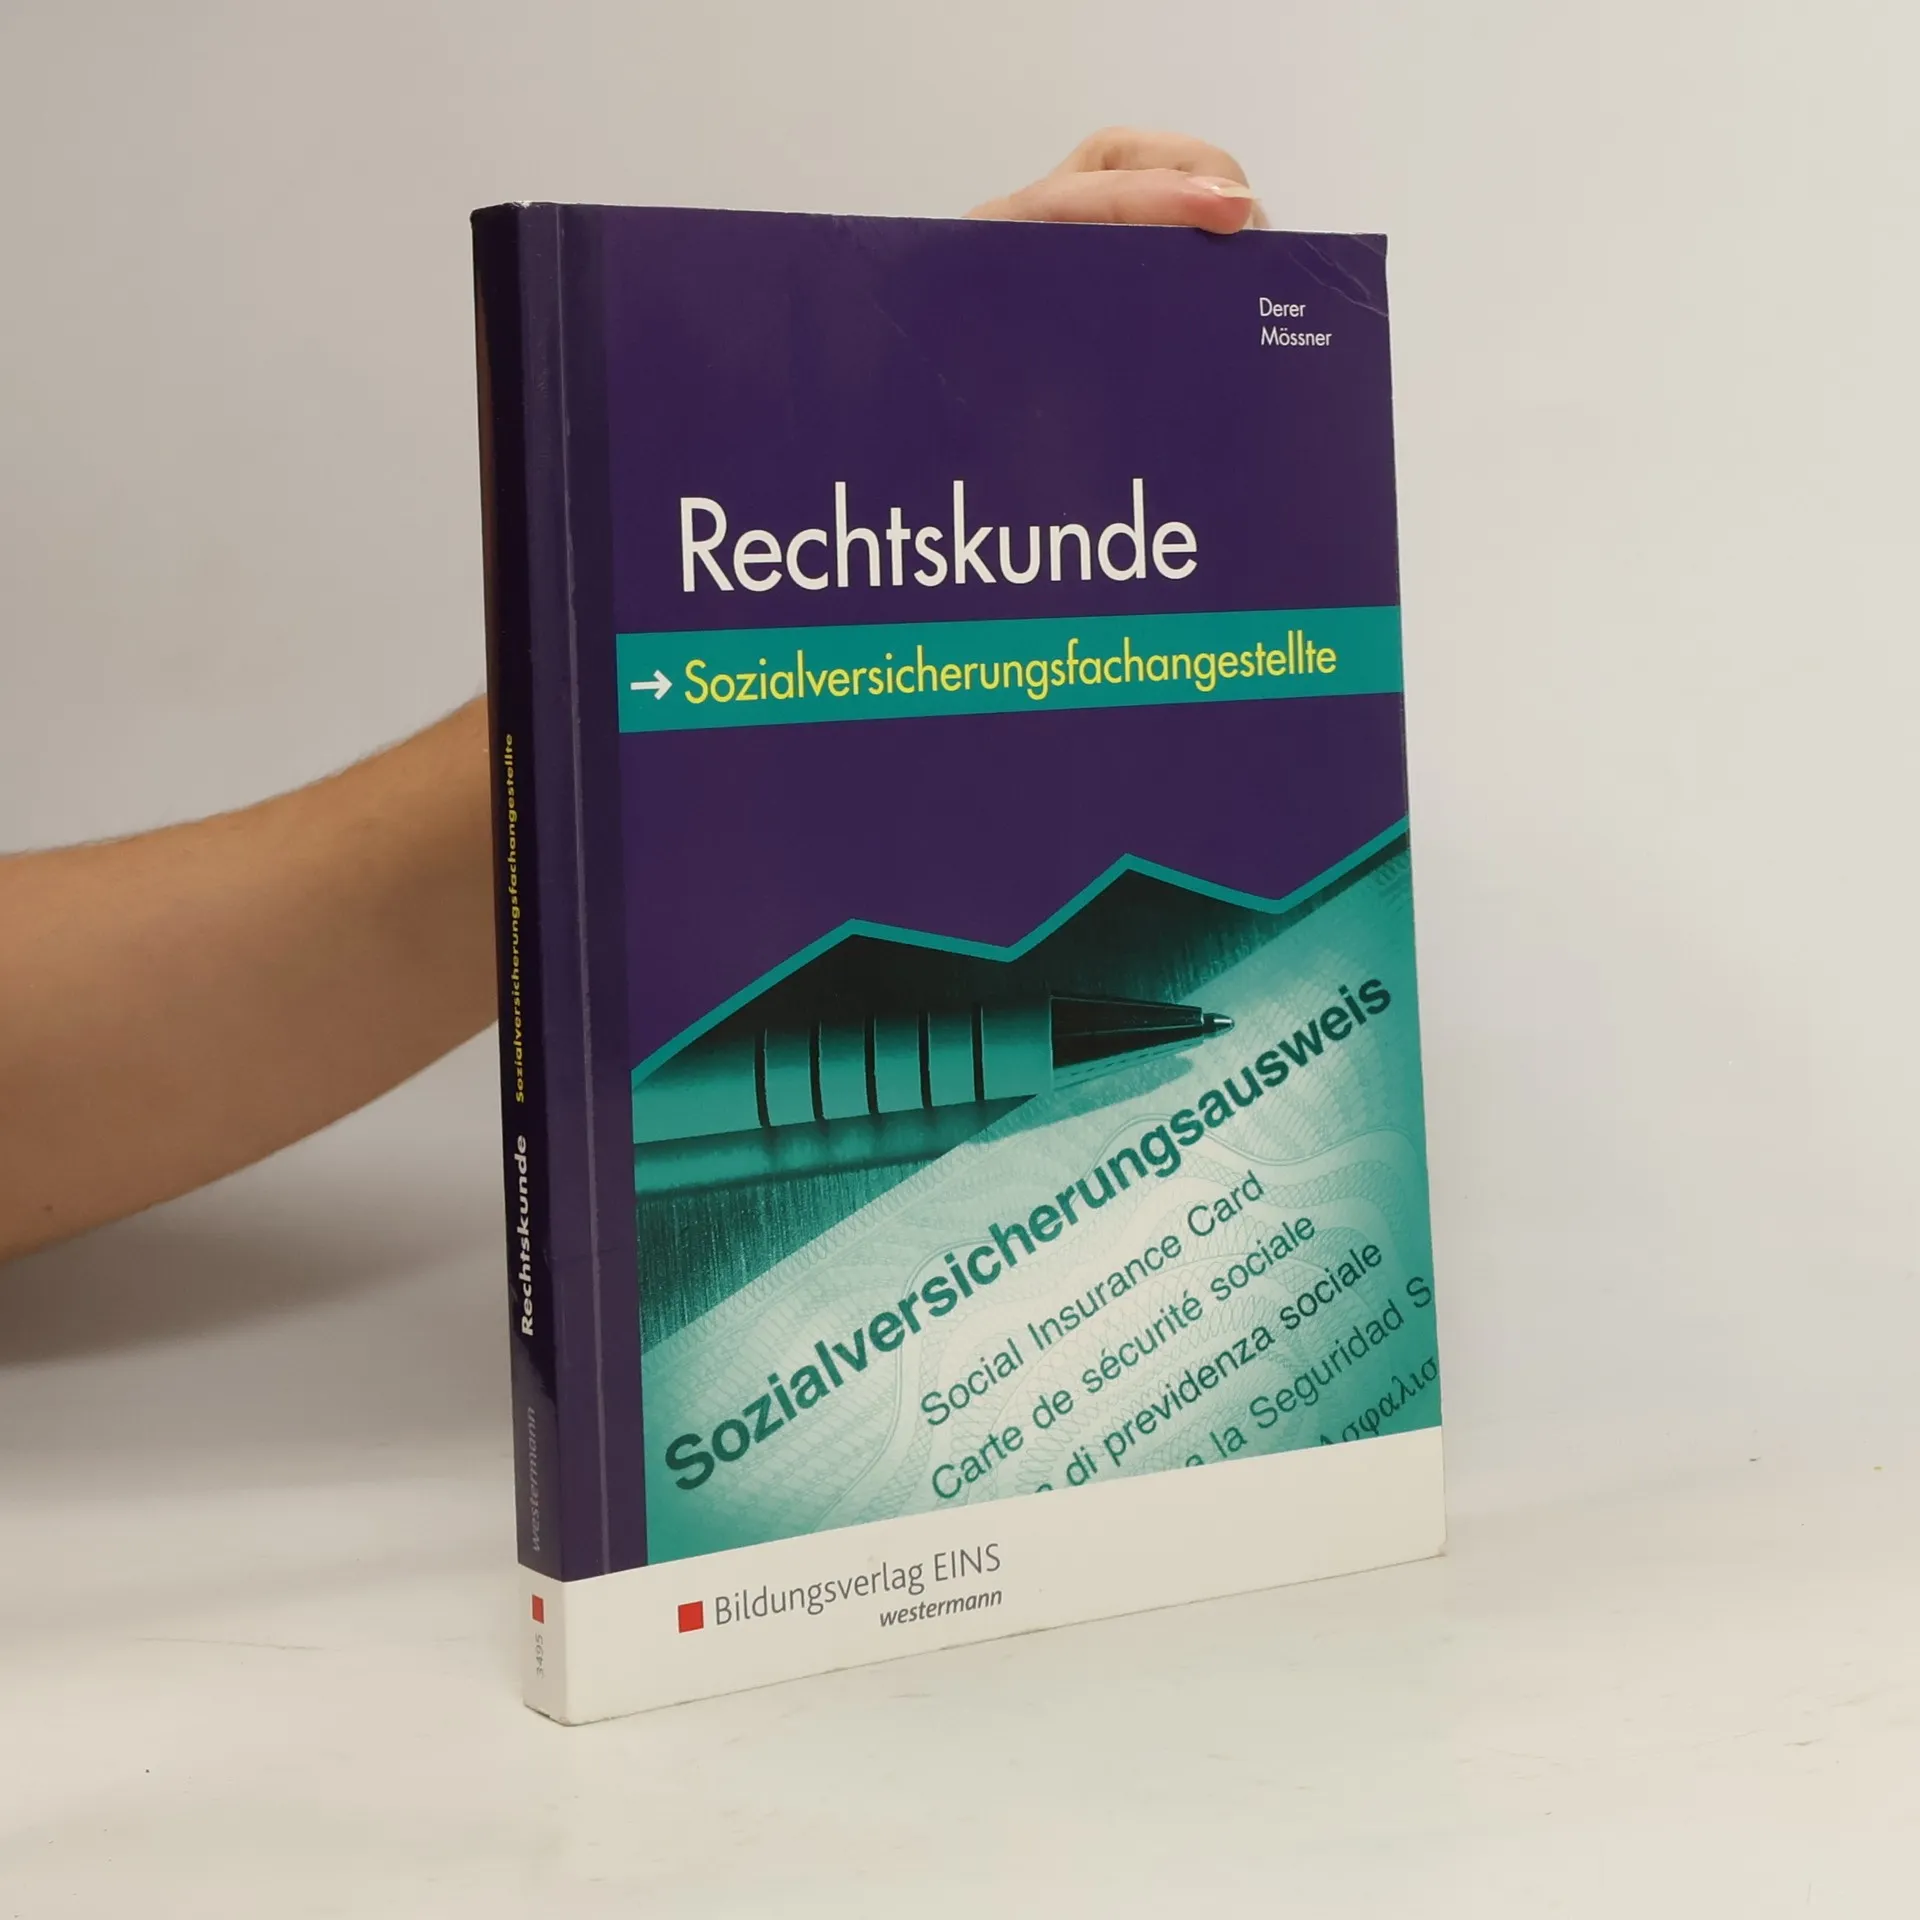 Derer
Mössner
Rechtskunde
→ Sozialversicherungsfachangestellte
Sozialversicherungsausweis
Social Insurance Card
Carte de sécurité sociale
di previdenza sociale
la Seguridad S
Ασφαλισ
Bildungsverlag EINS
westermann
Rechtskunde Sozialversicherungsfachangestellte
westermann
3495